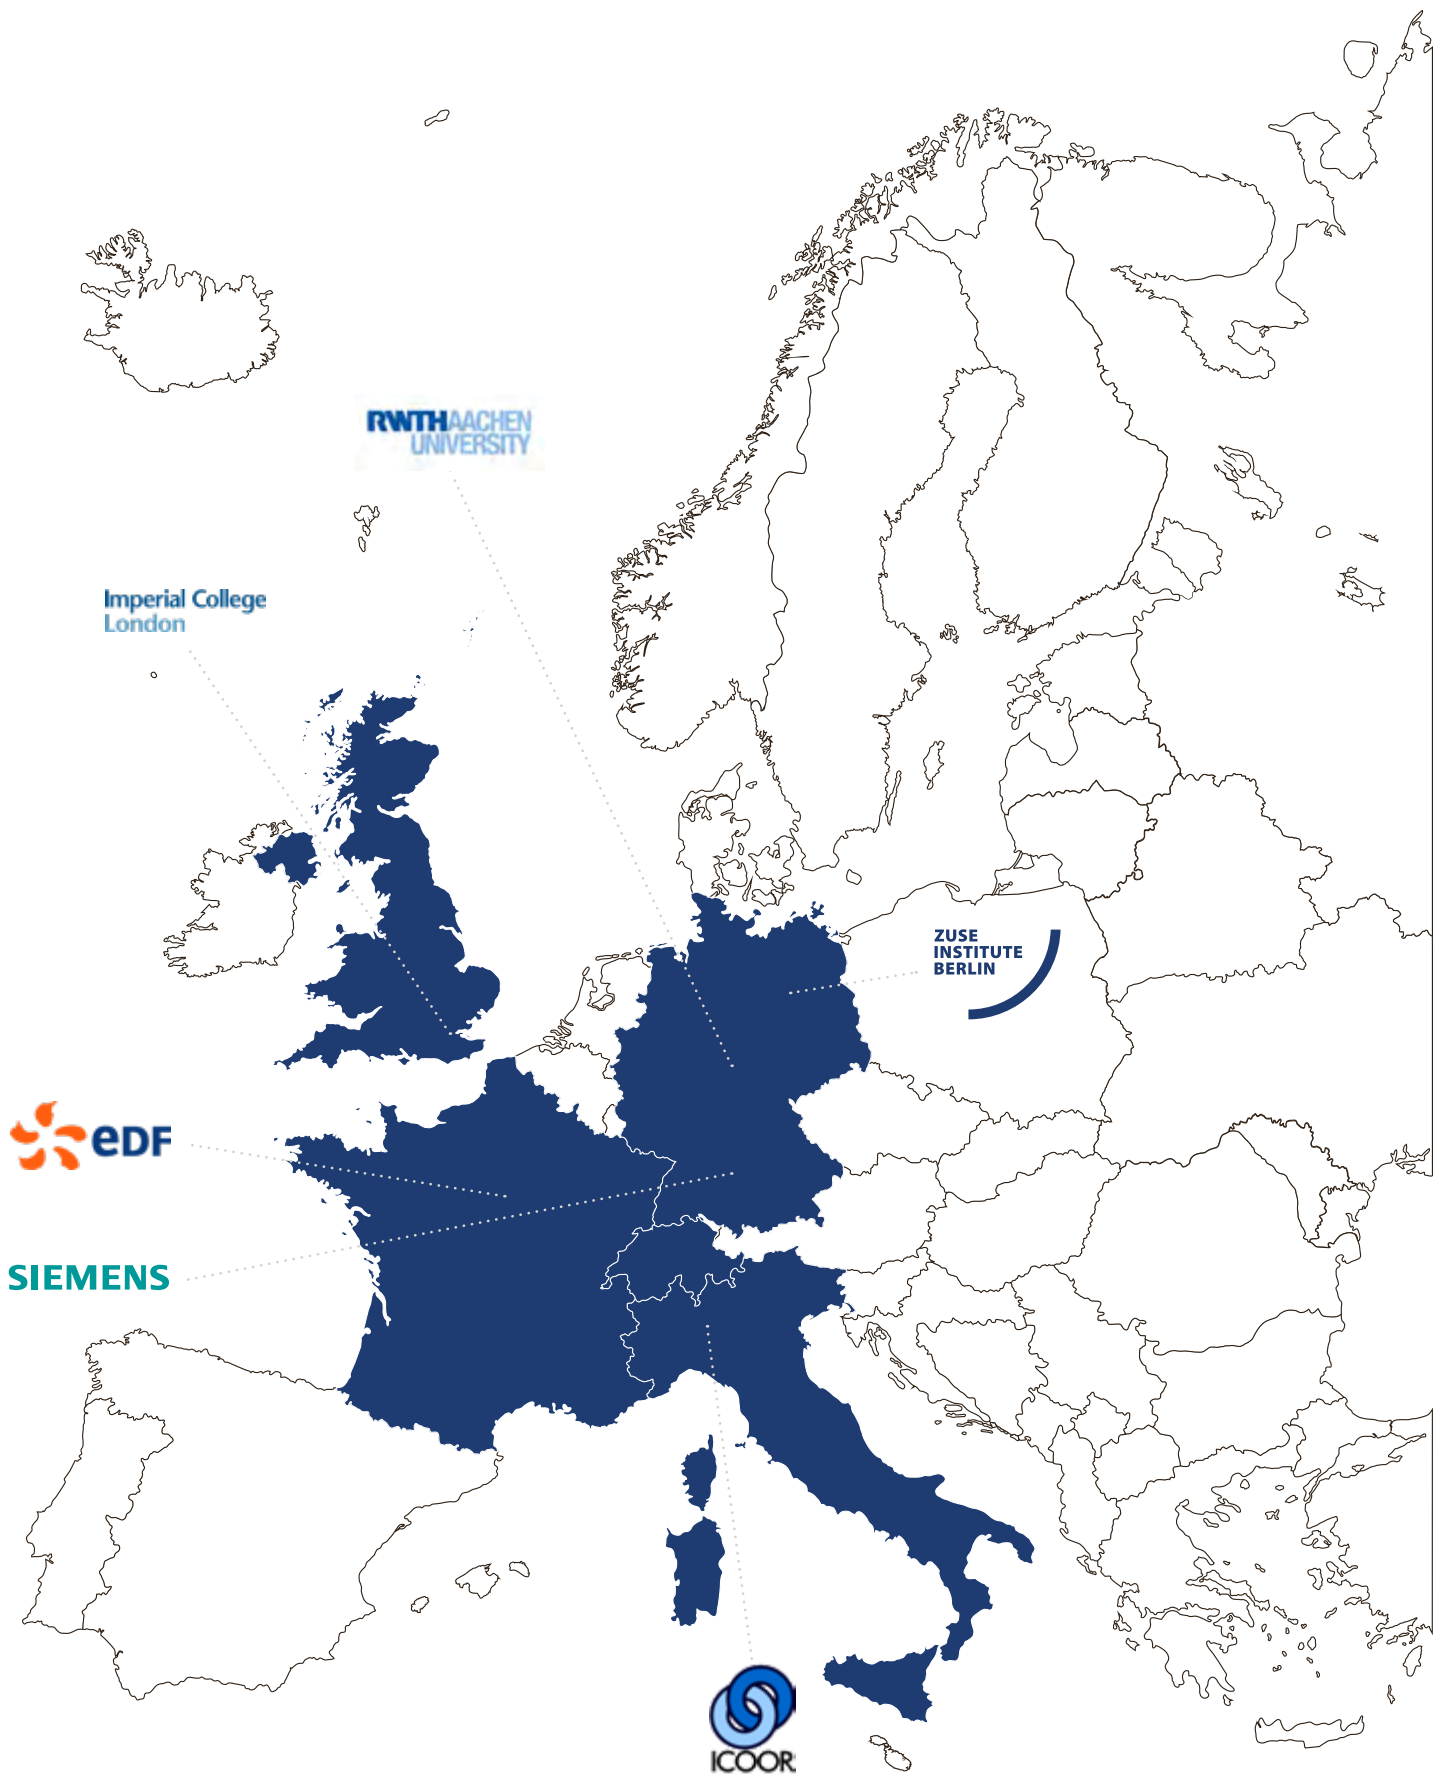 RWTHAACHEN
UNIVERSITY
Imperial College
London
ZUSE
INSTITUTE
BERLIN
eDF
SIEMENS
ICOOR